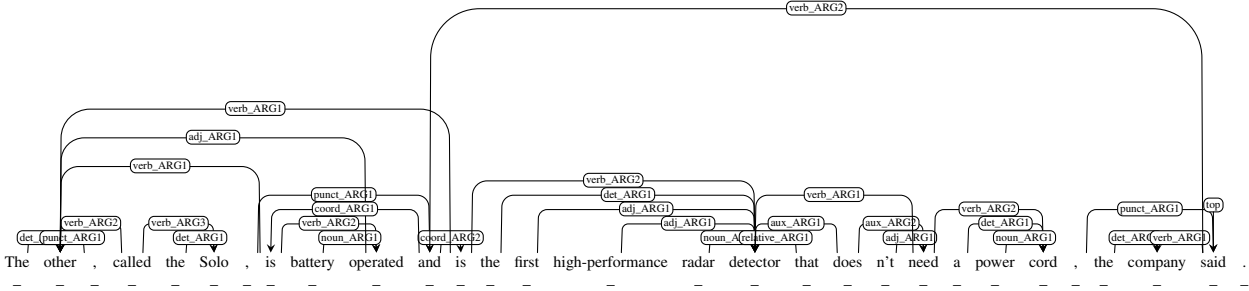 verb_ARG2
verb_ARG1
adj_ARG1
verb_ARG1
verb_ARG2
punct_ARG1 det_ARG1 verb_ARG1
coord_ARG1 adj_ARG1 verb_ARG2 punct_ARG1 top
verb_ARG2 verb_ARG3 verb_ARG2 adj_ARG1 aux_ARG1 aux_ARG2 det_ARG1
punct_ARG1 det_ARG1 noun_ARG1 coord_ARG2 relative_ARG1 adj_ARG1 noun_ARG1 verb_ARG1
The other , called the Solo , is battery operated and is the first high-performance radar detector that does n't need a power cord , the company said .
_ _ _ _ _ _ _ _ _ _ _ _ _ _ _ _ _ _ _ _ _ _ _ _ _ _ _ _ _